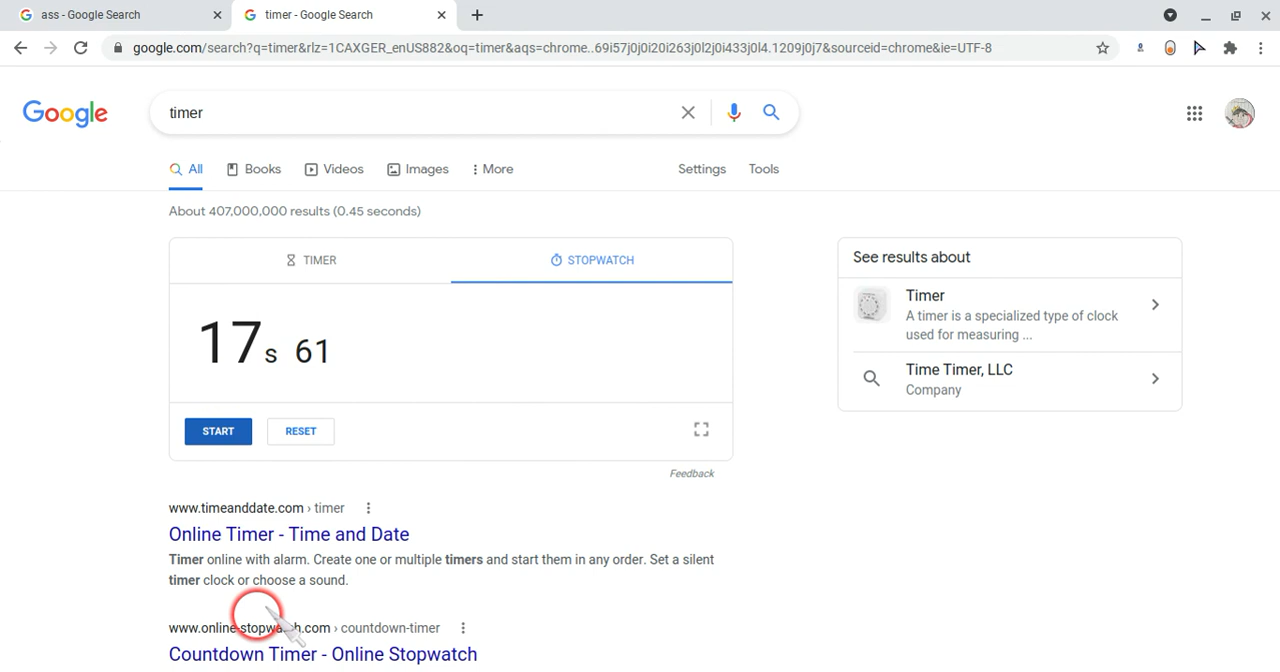 ass - Google Search
timer - Google Search
google.com/search?q=timer&rlz=1CAXGER_enUS882&oq=timer&aqs=chrome..69i57j0j0i20i263j0l2j0i433j0l4.1209j0j7&sourceid=chrome&ie=UTF-8
Google
timer
All
Books
Videos
Images
More
Settings
Tools
About 407,000,000 results (0.45 seconds)
TIMER
STOPWATCH
17s 61
START
RESET
Feedback
See results about
Timer
A timer is a specialized type of clock
used for measuring ...
Time Timer, LLC
Company
www.timeanddate.com › timer
Online Timer - Time and Date
Timer online with alarm. Create one or multiple timers and start them in any order. Set a silent
timer clock or choose a sound.
www.online-stopwatch.com › countdown-timer
Countdown Timer - Online Stopwatch